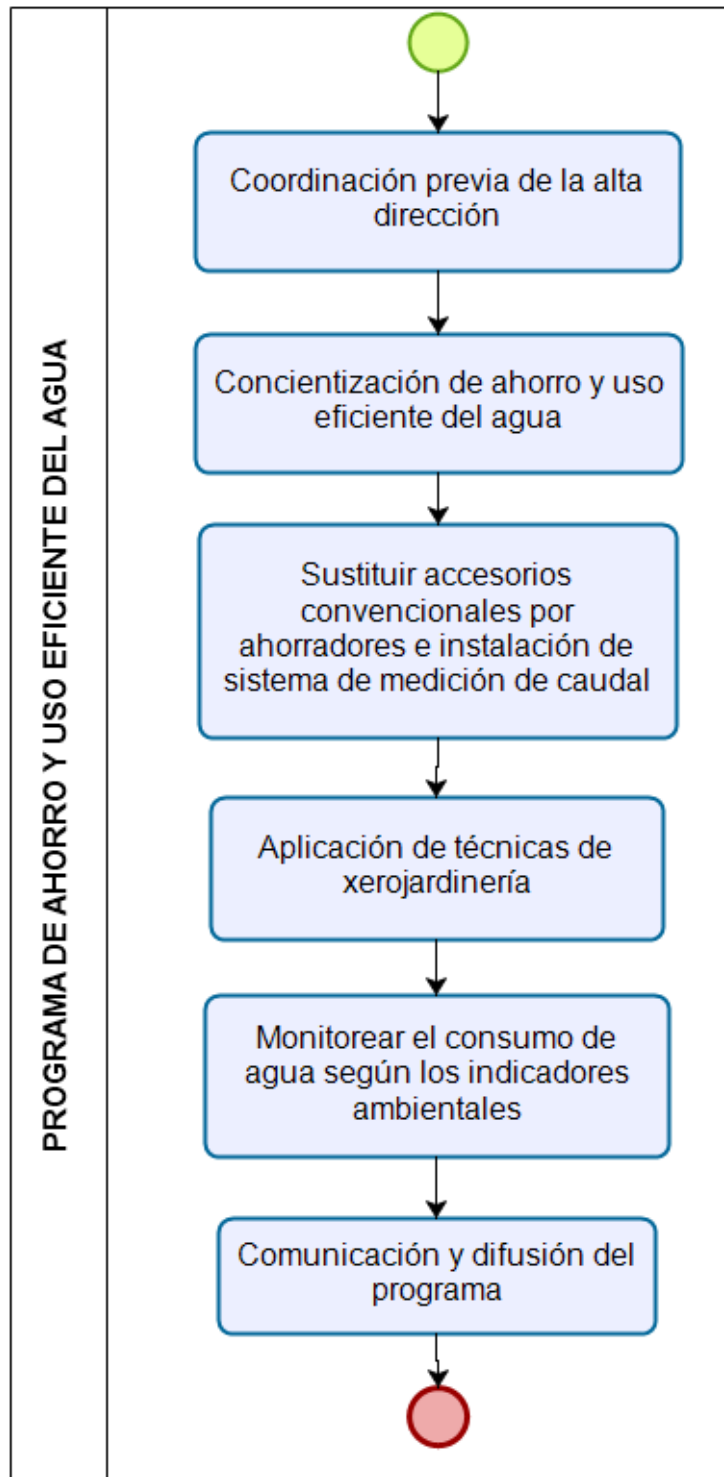 PROGRAMA DE AHORRO Y USO EFICIENTE DEL AGUA
Coordinación previa de la alta
dirección
Concientización de ahorro y uso
eficiente del agua
Sustituir accesorios
convencionales por
ahorradores e instalación de
sistema de medición de caudal
Aplicación de técnicas de
xerojardinería
Monitorear el consumo de
agua según los indicadores
ambientales
Comunicación y difusión del
programa